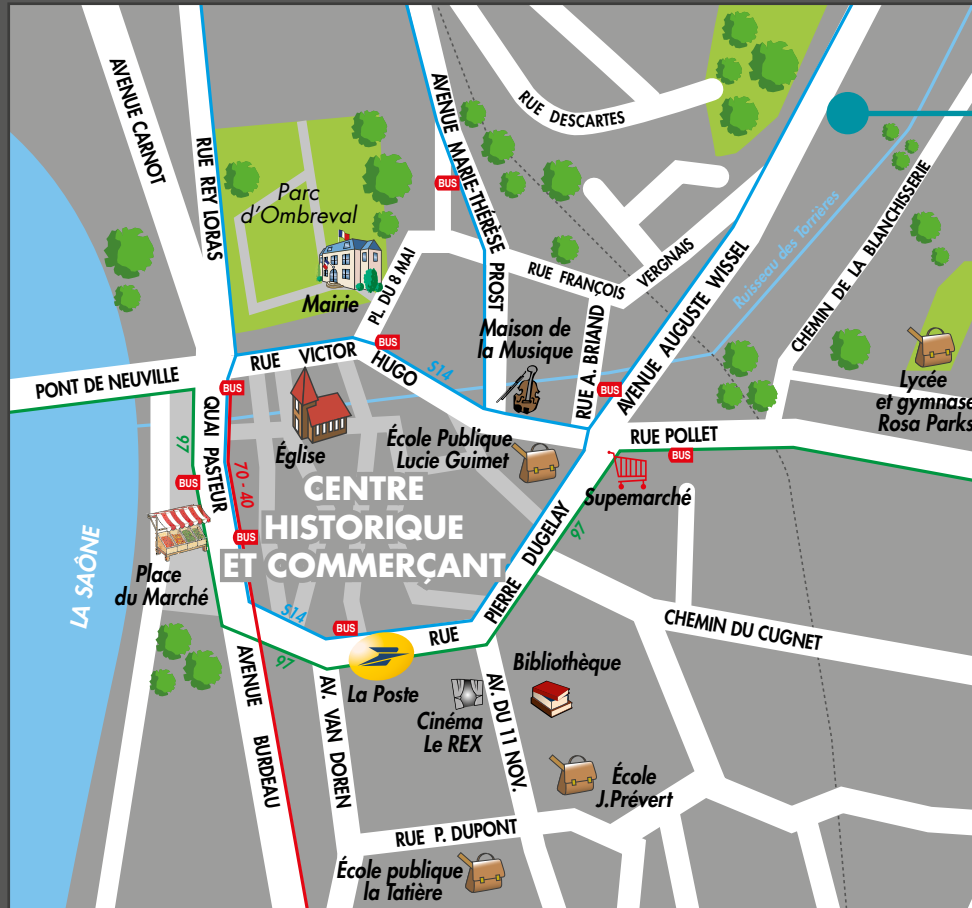 AVENUE CARNOT
RUE REY LORAS
AVENUE MARIE-THÉRÈSE PROST
RUE DESCARTES
BUS
Parc
d'Ombreval
Mairie
PL. DU 8 MAI
RUE FRANÇOIS
VERGNAIS
AVENUE AUGUSTE WISSEL
Ruisseau des Torrières
CHEMIN DE LA BLANCHISSERIE
Lycée
et gymnase
Rosa Parks
Maison de
la Musique
RUE A. BRIAND
BUS
RUE VICTOR HUGO
BUS
S14
PONT DE NEUVILLE
BUS
QUAI PASTEUR
97
70 - 40
BUS
BUS
Église
École Publique
Lucie Guimet
RUE POLLET
BUS
Supemarché
CENTRE
HISTORIQUE
ET COMMERÇANT
LA SAÔNE
Place
du Marché
S14
97
BUS
RUE PIERRE DUGELAY
97
CHEMIN DU CUGNET
La Poste
Bibliothèque
Cinéma
Le REX
AV. DU 11 NOV.
AVENUE BURDEAU
AV. VAN DOREN
École
J.Prévert
RUE P. DUPONT
École publique
la Tatière